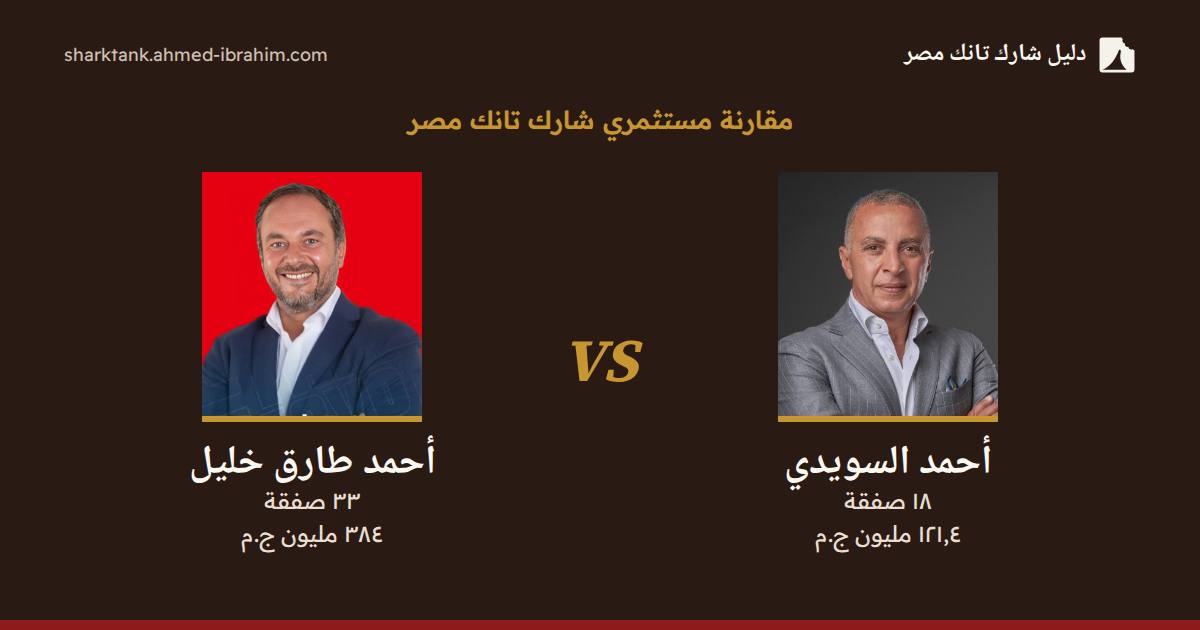 دليل شارك تانك مصر
sharktank.ahmed-ibrahim.com
مقارنة مستثمري شارك تانك مصر
أحمد السويدي
١٨ صفقة
١٢١,٤ مليون ج.م
VS
أحمد طارق خليل
٣٣ صفقة
٣٨٤ مليون ج.م